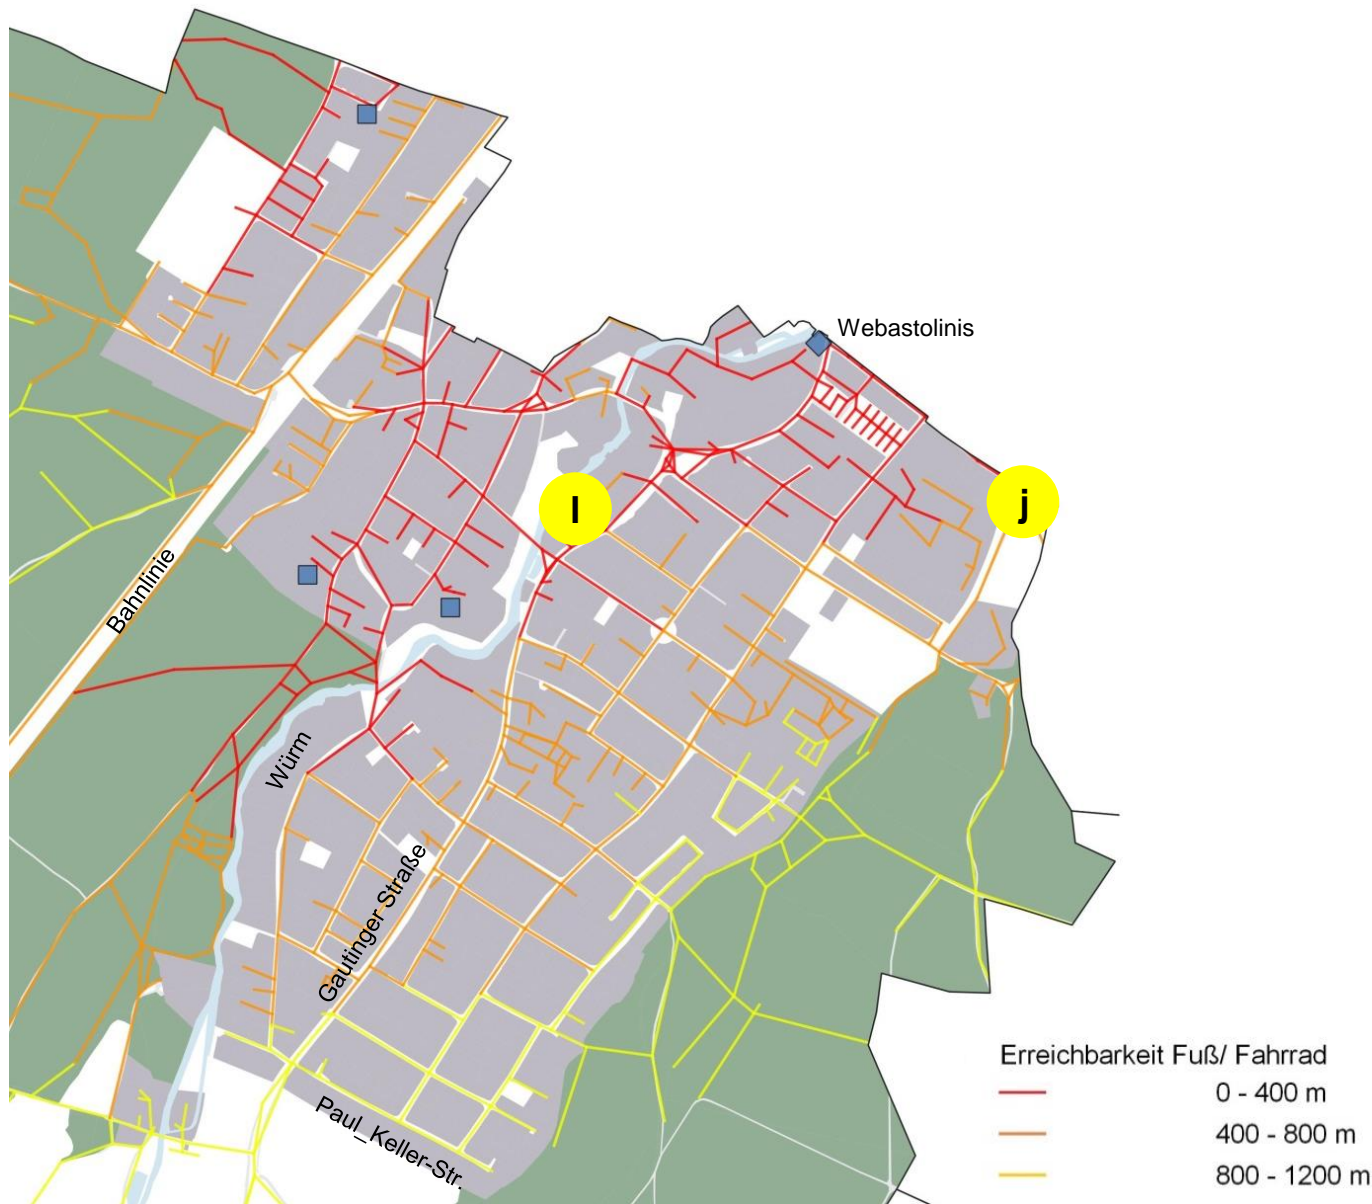 Webastolinis
l
j
Bahnlinie
Würm
Gautinger Straße
Paul_Keller-Str.
Erreichbarkeit Fuß/ Fahrrad
0 - 400 m
400 - 800 m
800 - 1200 m